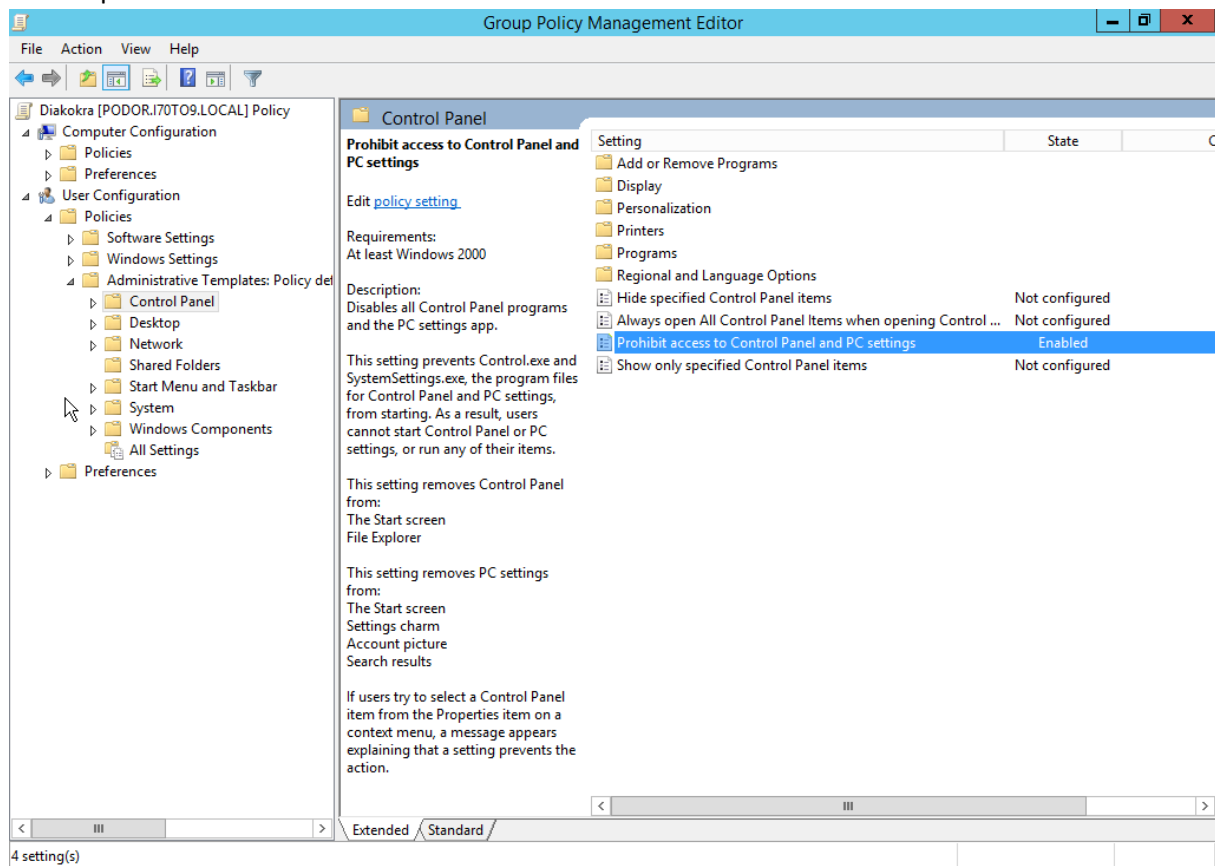 Group Policy Management Editor
File Action View Help
Diakokra [PODOR.I70TO9.LOCAL] Policy
Computer Configuration
Policies
Preferences
User Configuration
Policies
Software Settings
Windows Settings
Administrative Templates: Policy def
Control Panel
Desktop
Network
Shared Folders
Start Menu and Taskbar
System
Windows Components
All Settings
Preferences
Control Panel
Prohibit access to Control Panel and
PC settings
Edit policy setting
Requirements:
At least Windows 2000
Description:
Disables all Control Panel programs
and the PC settings app.
This setting prevents Control.exe and
SystemSettings.exe, the program files
for Control Panel and PC settings,
from starting. As a result, users
cannot start Control Panel or PC
settings, or run any of their items.
This setting removes Control Panel
from:
The Start screen
File Explorer
This setting removes PC settings
from:
The Start screen
Settings charm
Account picture
Search results
If users try to select a Control Panel
item from the Properties item on a
context menu, a message appears
explaining that a setting prevents the
action.
Setting State C
Add or Remove Programs
Display
Personalization
Printers
Programs
Regional and Language Options
Hide specified Control Panel items Not configured
Always open All Control Panel Items when opening Control ... Not configured
Prohibit access to Control Panel and PC settings Enabled
Show only specified Control Panel items Not configured
Extended Standard
4 setting(s)